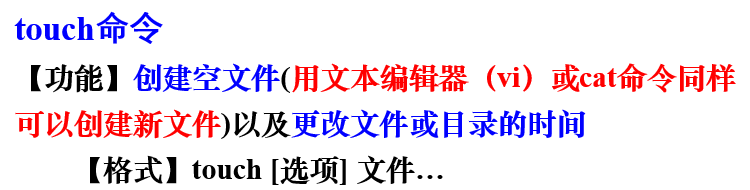 touch命令
【功能】创建空文件(用文本编辑器（vi）或cat命令同样
可以创建新文件)以及更改文件或目录的时间
【格式】touch [选项] 文件…